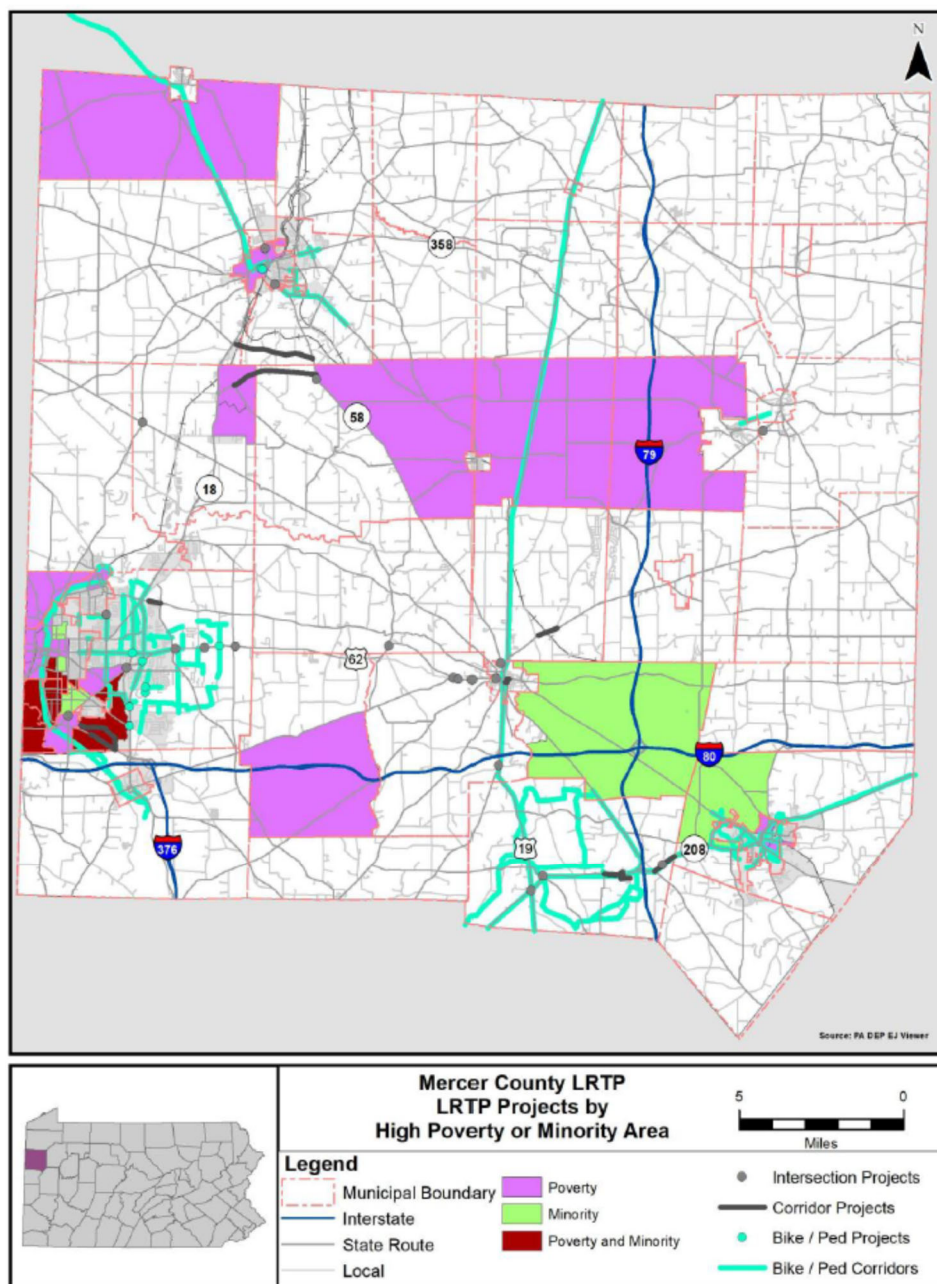 N
358
58
79
18
62
80
376
19
208
Source: PA DEP EJ Viewer
Mercer County LRTP
LRTP Projects by
High Poverty or Minority Area
5 0
Miles
Legend
Municipal Boundary
Interstate
State Route
Local
Poverty
Minority
Poverty and Minority
Intersection Projects
Corridor Projects
Bike / Ped Projects
Bike / Ped Corridors